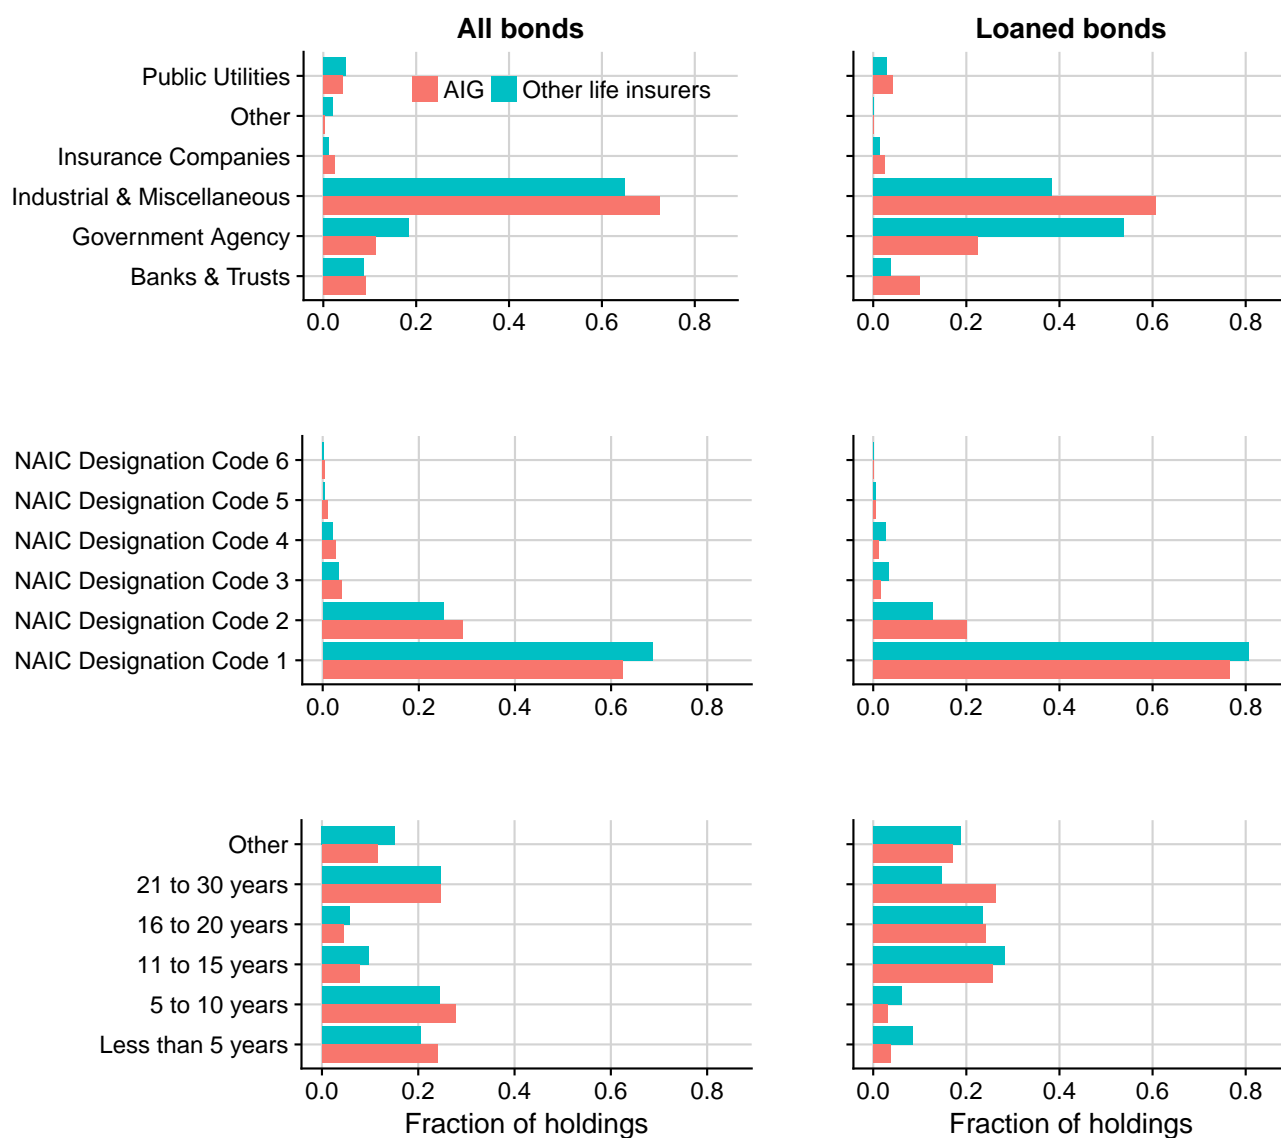 All bonds
Loaned bonds
AIG
Other life insurers
Public Utilities
Other
Insurance Companies
Industrial & Miscellaneous
Government Agency
Banks & Trusts
0.0 0.2 0.4 0.6 0.8
0.0 0.2 0.4 0.6 0.8
NAIC Designation Code 6
NAIC Designation Code 5
NAIC Designation Code 4
NAIC Designation Code 3
NAIC Designation Code 2
NAIC Designation Code 1
0.0 0.2 0.4 0.6 0.8
0.0 0.2 0.4 0.6 0.8
Other
21 to 30 years
16 to 20 years
11 to 15 years
5 to 10 years
Less than 5 years
0.0 0.2 0.4 0.6 0.8
0.0 0.2 0.4 0.6 0.8
Fraction of holdings
Fraction of holdings